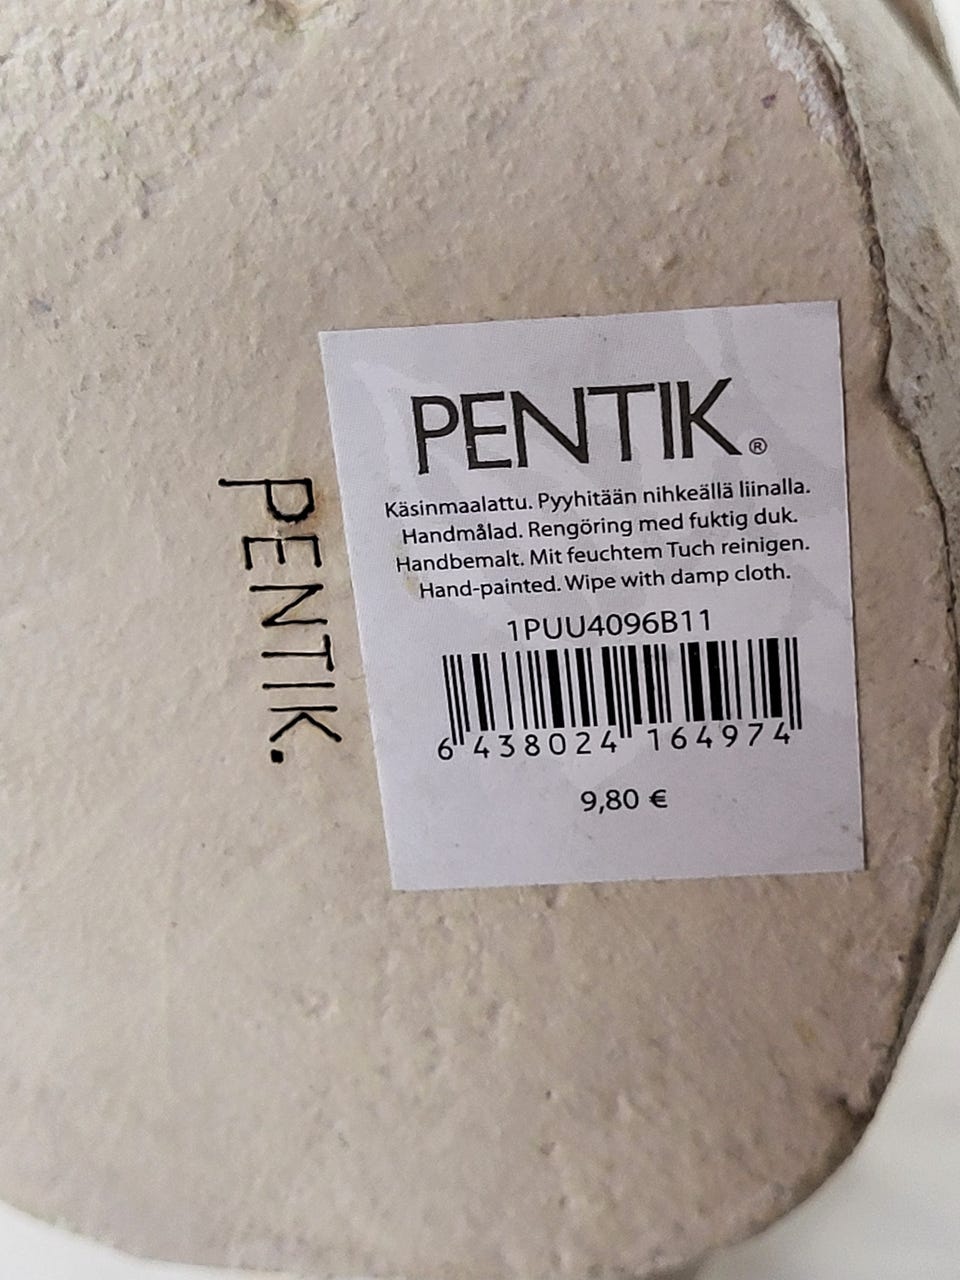 PENTIK®
Käsinmaalattu. Pyyhitään nihkeällä liinalla.
Handmålad. Rengöring med fuktig duk.
Handbemalt. Mit feuchtem Tuch reinigen.
Hand-painted. Wipe with damp cloth.
1PUU4096B11
6 438024 164974
9,80 €
PENTIK.